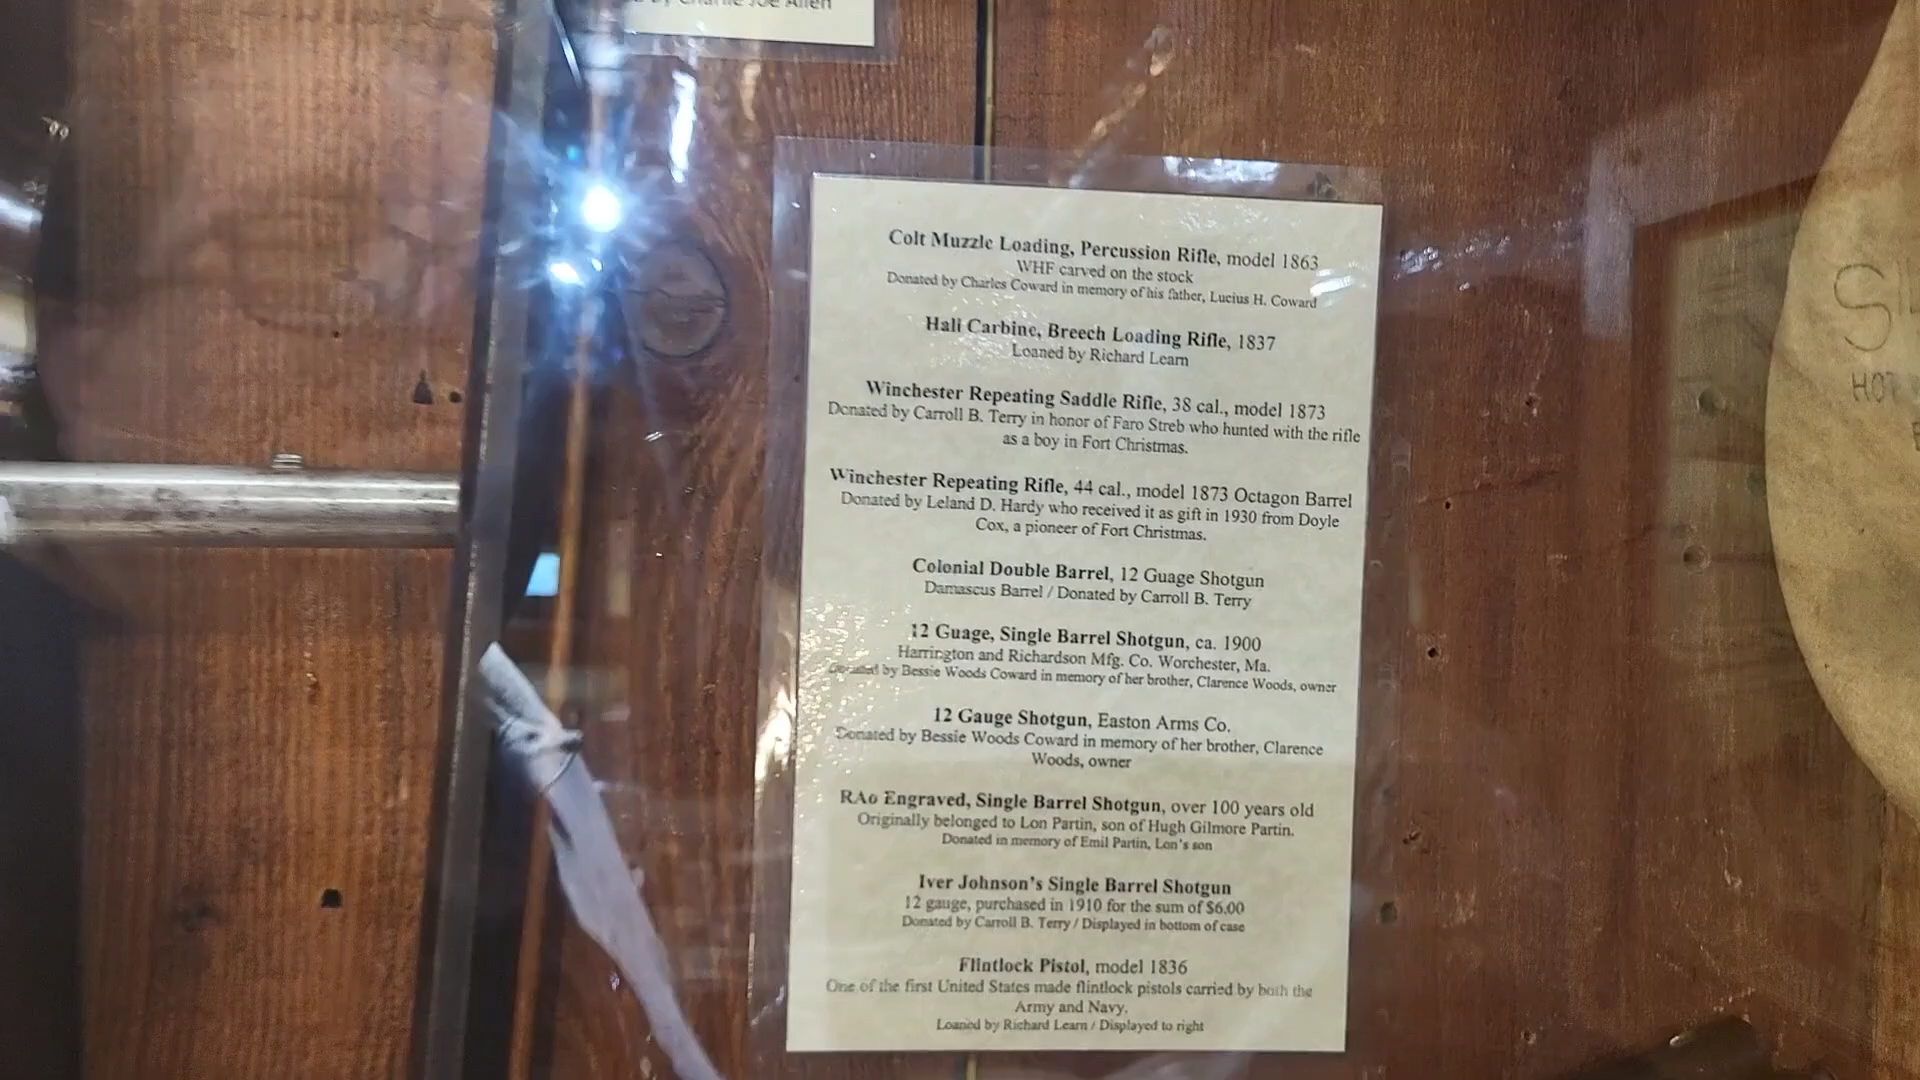 Charlie Joe Allen
Colt Muzzle Loading, Percussion Rifle, model 1863
WHF carved on the stock
Donated by Charles Coward in memory of his father, Lucius H. Coward
Hall Carbine, Breech Loading Rifle, 1837
Loaned by Richard Learn
Winchester Repeating Saddle Rifle, 38 cal., model 1873
Donated by Carroll B. Terry in honor of Faro Streb who hunted with the rifle
as a boy in Fort Christmas.
Winchester Repeating Rifle, 44 cal., model 1873 Octagon Barrel
Donated by Leland D. Hardy who received it as gift in 1930 from Doyle
Cox, a pioneer of Fort Christmas.
Colonial Double Barrel, 12 Guage Shotgun
Damascus Barrel / Donated by Carroll B. Terry
12 Guage, Single Barrel Shotgun, ca. 1900
Harrington and Richardson Mfg. Co. Worchester, Ma.
Donated by Bessie Woods Coward in memory of her brother, Clarence Woods, owner
12 Gauge Shotgun, Easton Arms Co.
Donated by Bessie Woods Coward in memory of her brother, Clarence
Woods, owner
RAo Engraved, Single Barrel Shotgun, over 100 years old
Originally belonged to Lon Partin, son of Hugh Gilmore Partin.
Donated in memory of Emil Partin, Lon's son
Iver Johnson's Single Barrel Shotgun
12 gauge, purchased in 1910 for the sum of $6.00
Donated by Carroll B. Terry / Displayed in bottom of case
Flintlock Pistol, model 1836
One of the first United States made flintlock pistols carried by both the
Army and Navy.
Loaned by Richard Learn / Displayed to right